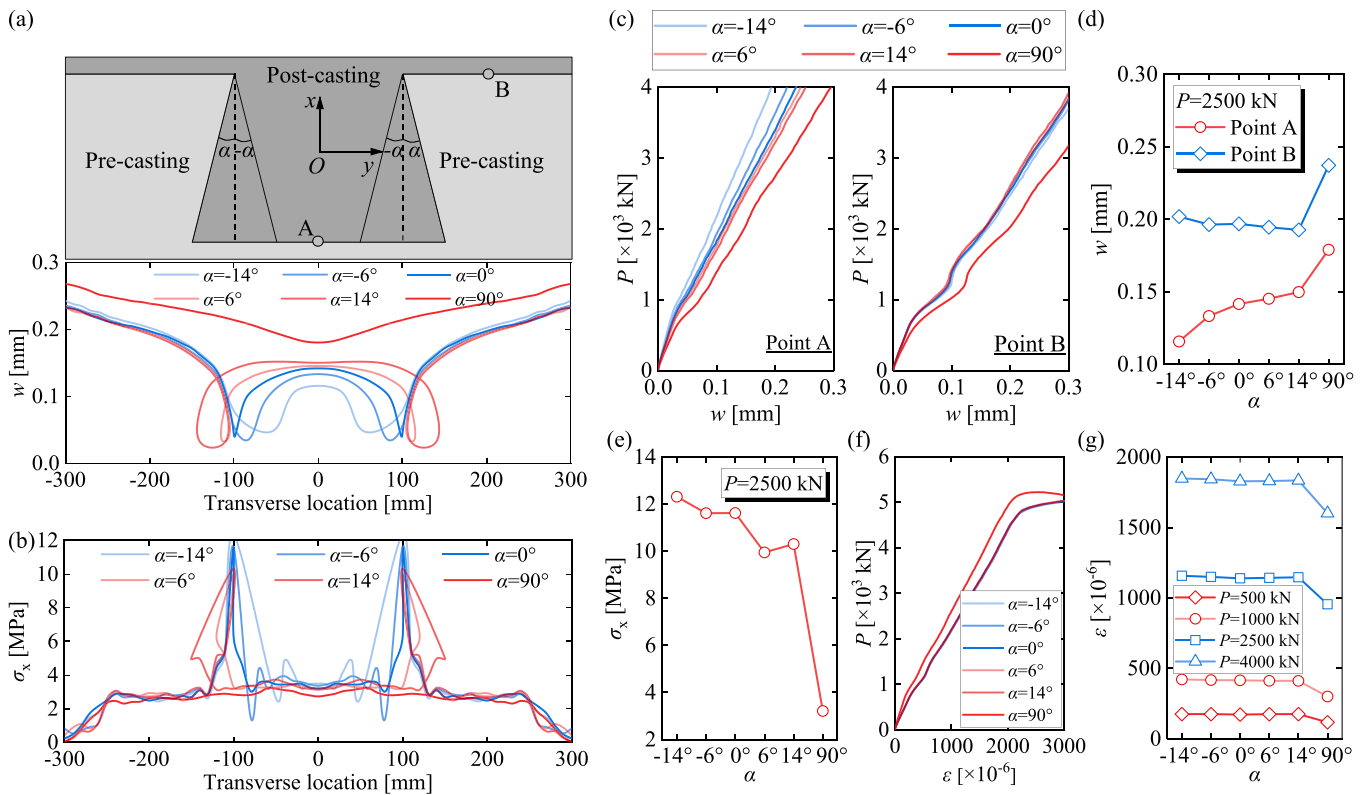 (a)
Post-casting
B
x
Pre-casting
α -α
O
y
-α α
Pre-casting
A
α=-14° α=-6° α=0°
α=6° α=14° α=90°
w [mm]
0.3
0.2
0.1
0.0
-300 -200 -100 0 100 200 300
Transverse location [mm]
(b)
α=-14° α=-6° α=0°
α=6° α=14° α=90°
σx [MPa]
12
10
8
6
4
2
0
-300 -200 -100 0 100 200 300
Transverse location [mm]
(c)
α=-14° α=-6° α=0°
α=6° α=14° α=90°
P [×10³ kN]
4
3
2
1
0
0.0 0.1 0.2 0.3
w [mm]
Point A
P [×10³ kN]
4
3
2
1
0
0.0 0.1 0.2 0.3
w [mm]
Point B
(d)
P=2500 kN
Point A
Point B
w [mm]
0.30
0.25
0.20
0.15
0.10
-14° -6° 0° 6° 14° 90°
α
(e)
P=2500 kN
σx [MPa]
14
12
10
8
6
4
2
-14° -6° 0° 6° 14° 90°
α
(f)
P [×10³ kN]
6
5
4
3
2
1
0
α=-14°
α=-6°
α=0°
α=6°
α=14°
α=90°
0 1000 2000 3000
ε [×10⁻⁶]
(g)
ε [×10⁻⁶]
2000
1500
1000
500
0
P=500 kN
P=1000 kN
P=2500 kN
P=4000 kN
-14° -6° 0° 6° 14° 90°
α